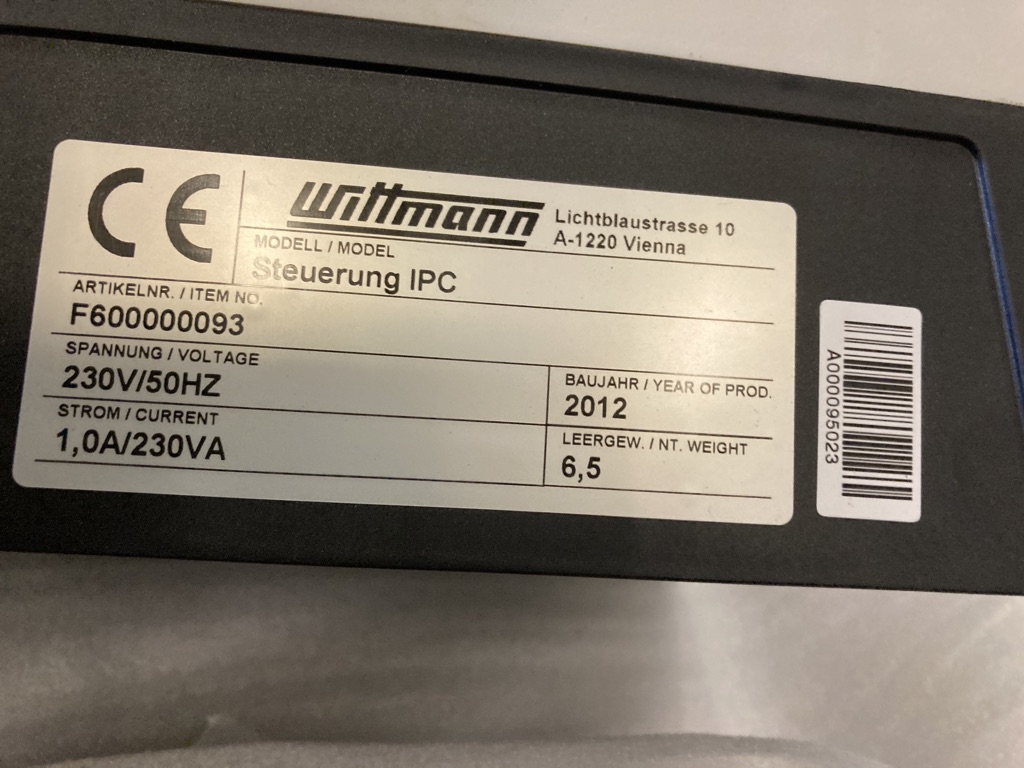 CE
Wittmann
Lichtblaustrasse 10
A-1220 Vienna
MODELL / MODEL
Steuerung IPC
ARTIKELNR. / ITEM NO.
F600000093
SPANNUNG / VOLTAGE
230V/50HZ
BAUJAHR / YEAR OF PROD.
2012
STROM / CURRENT
1,0A/230VA
LEERGEW. / NT. WEIGHT
6,5
A000095023